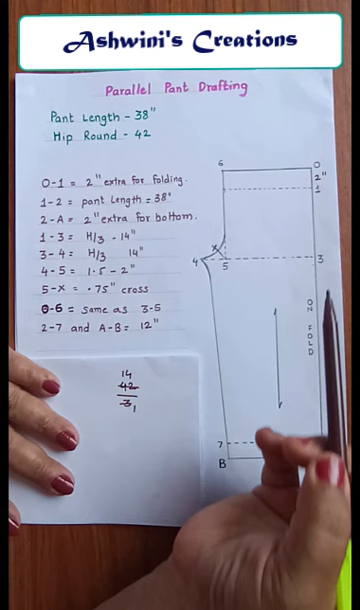 Ashwini's Creations
Parallel Pant Drafting
Pant Length - 38"
Hip Round - 42
0-1 = 2" extra for folding.
1-2 = pant Length = 38"
2-A = 2" extra for bottom.
1-3 = H/3 - 14"
3-4 = H/3 14"
4-5 = 1.5 - 2"
5-x = .75" cross
0-6 = same as 3-5
2-7 and A-B = 12"
14
42
3 1
6 0
2"
1
x
4 5 3
ON FOLD
7
B